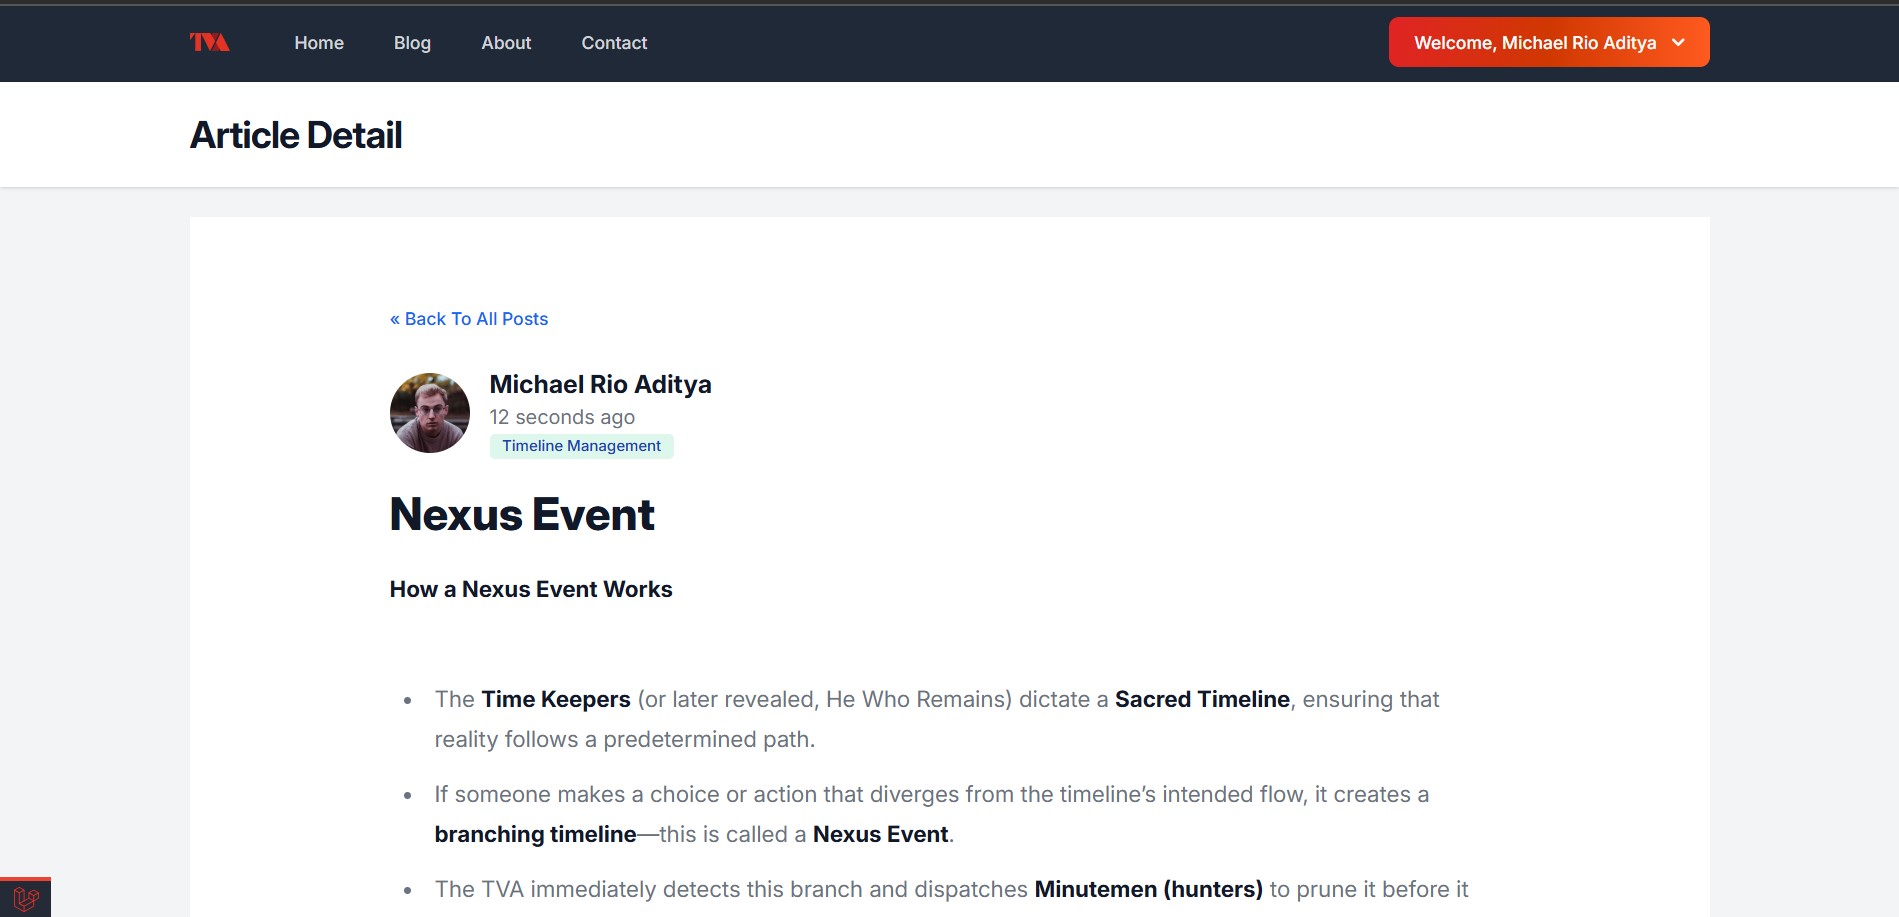 TVA
Home
Blog
About
Contact
Welcome, Michael Rio Aditya
Article Detail
« Back To All Posts
Michael Rio Aditya
12 seconds ago
Timeline Management
Nexus Event
How a Nexus Event Works
• The Time Keepers (or later revealed, He Who Remains) dictate a Sacred Timeline, ensuring that
reality follows a predetermined path.
• If someone makes a choice or action that diverges from the timeline’s intended flow, it creates a
branching timeline—this is called a Nexus Event.
• The TVA immediately detects this branch and dispatches Minutemen (hunters) to prune it before it